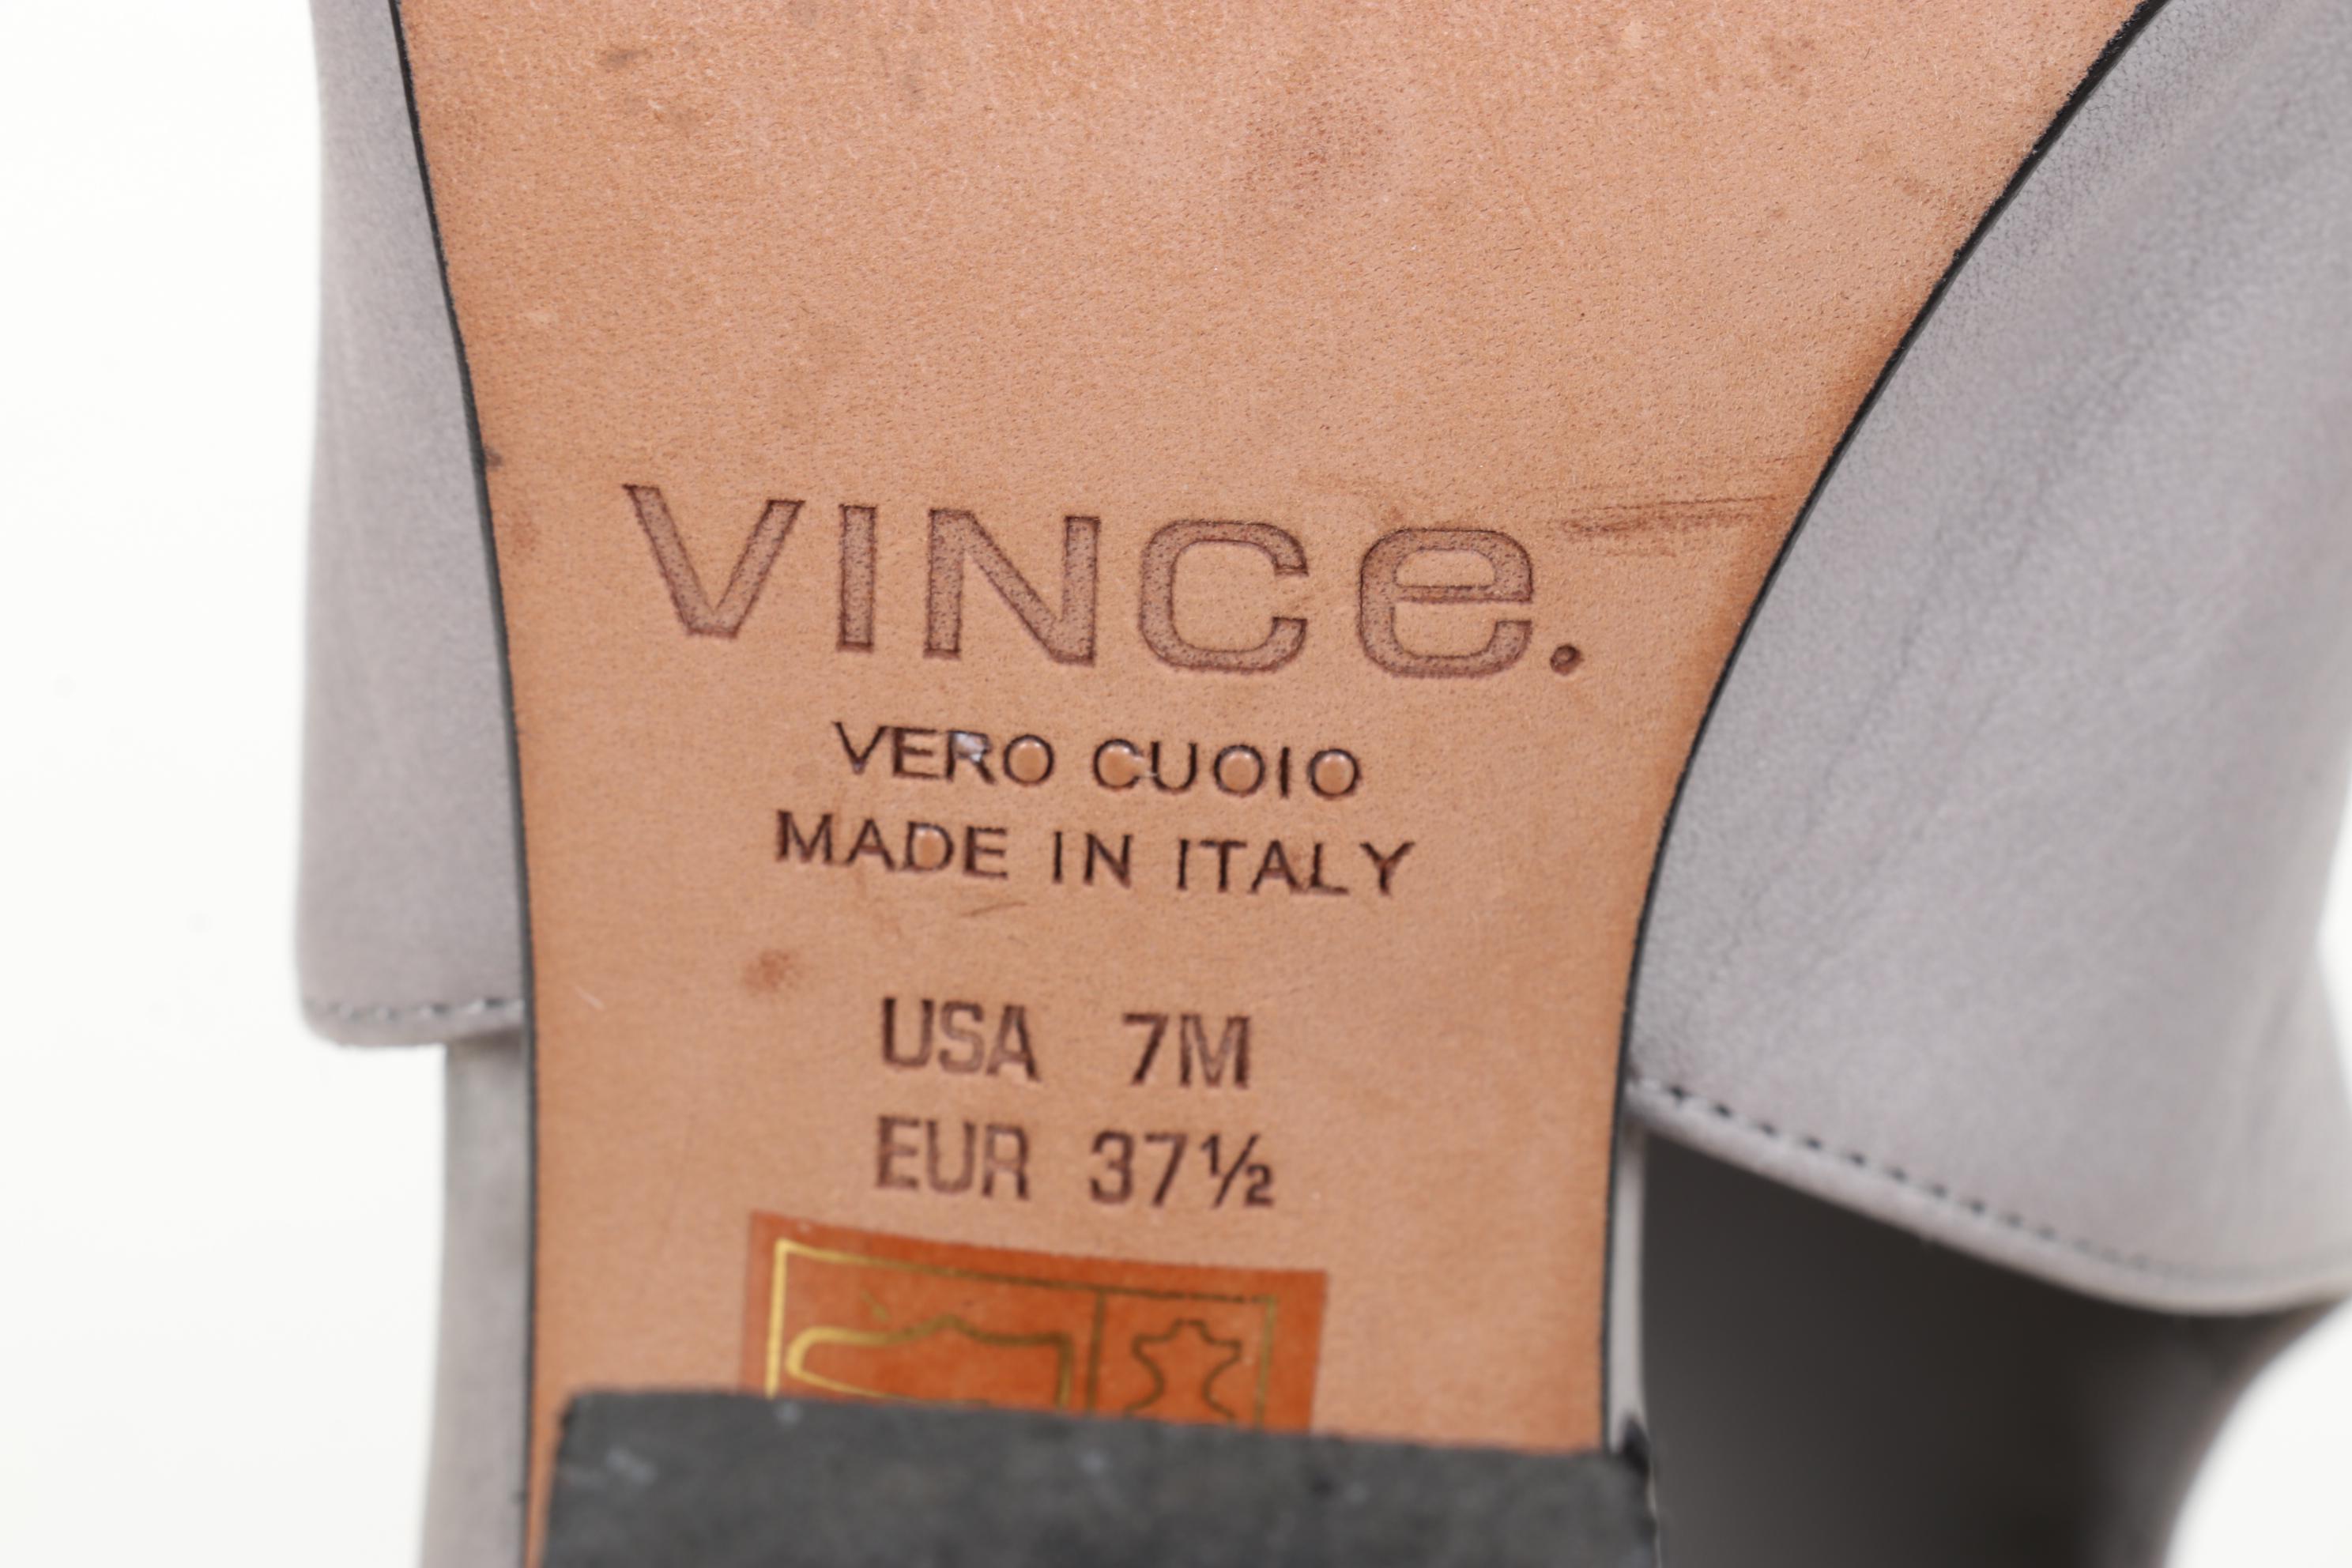 VINCe.
VERO CUOIO
MADE IN ITALY
USA 7M
EUR 37½